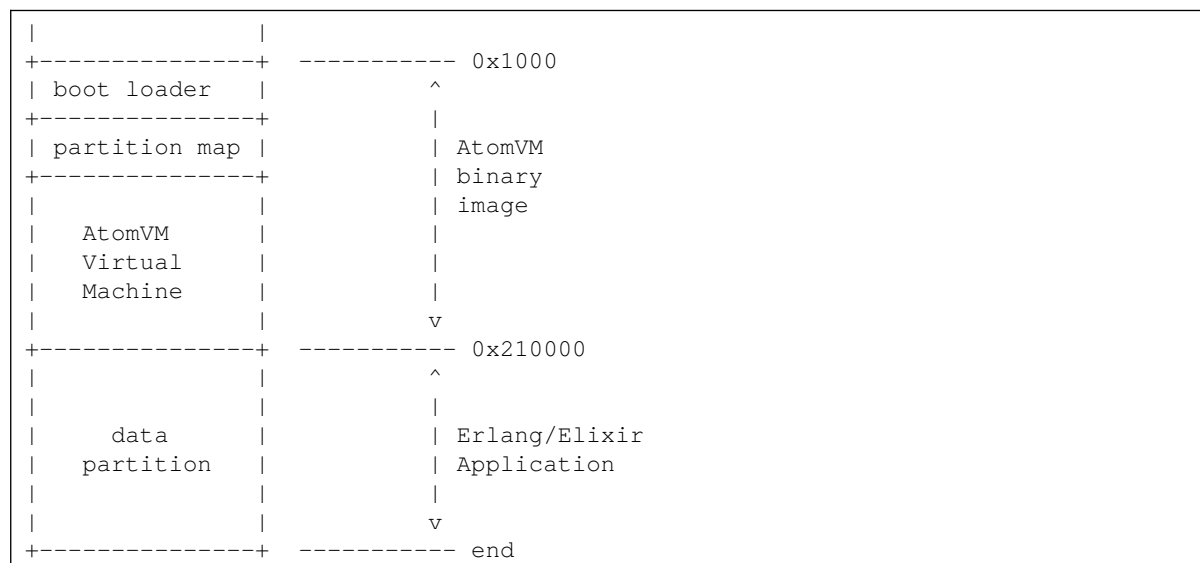 |               |
+---------------+  ----------- 0x1000
| boot loader   |           ^
+---------------+           |
| partition map |           | AtomVM
+---------------+           | binary
|               |           | image
|   AtomVM      |           |
|   Virtual     |           |
|   Machine     |           |
|               |           v
+---------------+  ----------- 0x210000
|               |           ^
|               |           |
|     data      |           | Erlang/Elixir
|   partition   |           | Application
|               |           |
|               |           v
+---------------+  ----------- end